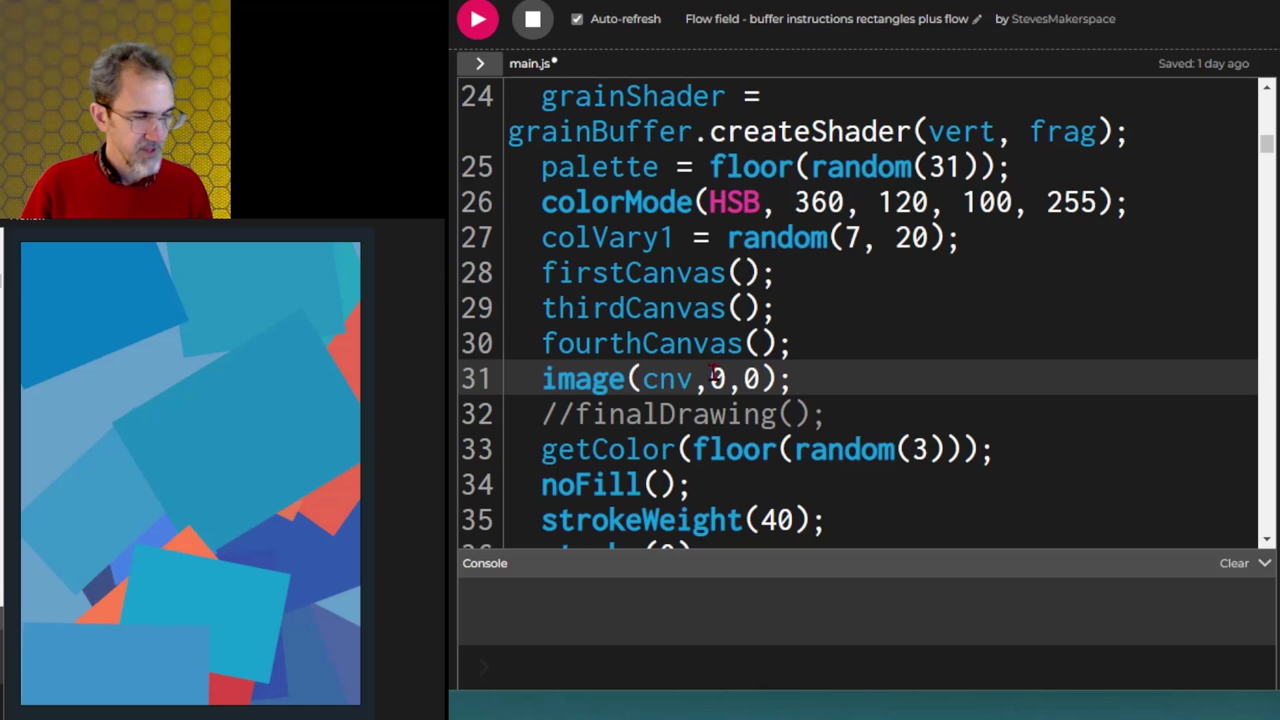 Auto-refresh Flow field - buffer instructions rectangles plus flow by StevesMakerspace
main.js Saved: 1 day ago
24 grainShader =
grainBuffer.createShader(vert, frag);
25 palette = floor(random(31));
26 colorMode(HSB, 360, 120, 100, 255);
27 colVary1 = random(7, 20);
28 firstCanvas();
29 thirdCanvas();
30 fourthCanvas();
31 image(cnv,0,0);
32 //finalDrawing();
33 getColor(floor(random(3)));
34 noFill();
35 strokeWeight(40);
Console Clear